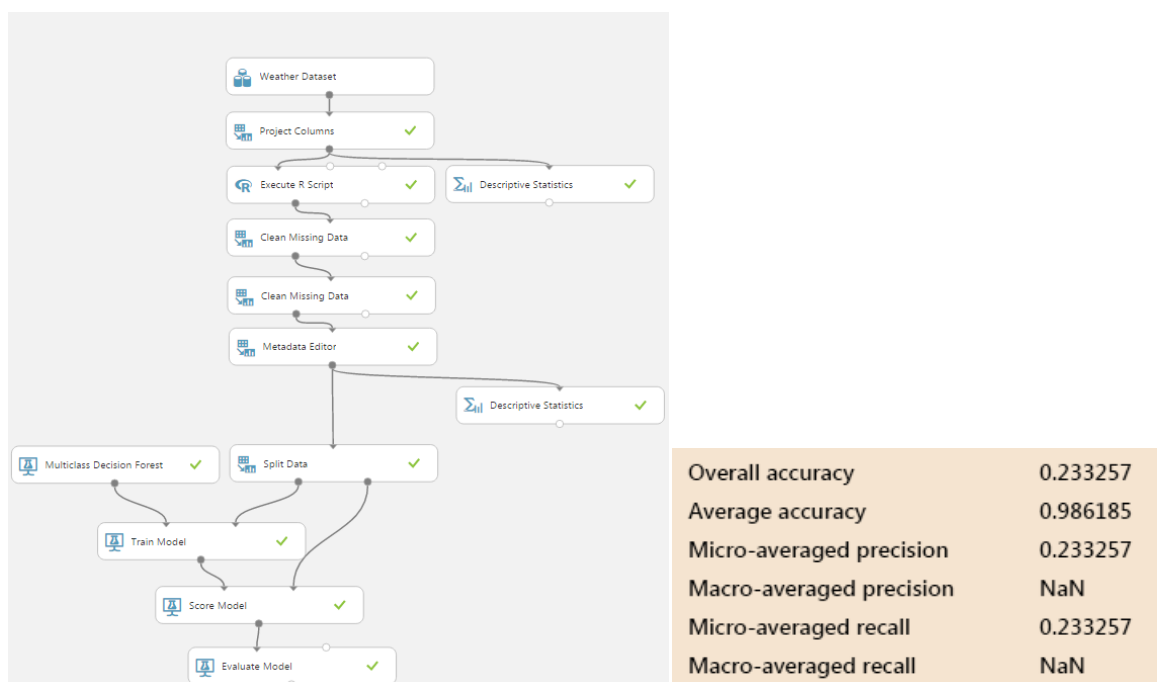 Weather Dataset
Project Columns
Execute R Script
Descriptive Statistics
Clean Missing Data
Clean Missing Data
Metadata Editor
Descriptive Statistics
Multiclass Decision Forest
Split Data
Train Model
Score Model
Evaluate Model
Overall accuracy 0.233257
Average accuracy 0.986185
Micro-averaged precision 0.233257
Macro-averaged precision NaN
Micro-averaged recall 0.233257
Macro-averaged recall NaN